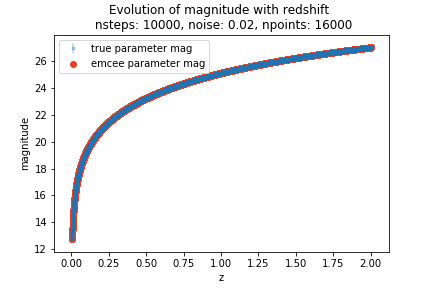 Evolution of magnitude with redshift
nsteps: 10000, noise: 0.02, npoints: 16000
true parameter mag
emcee parameter mag
magnitude
26
24
22
20
18
16
14
12
0.00 0.25 0.50 0.75 1.00 1.25 1.50 1.75 2.00
z